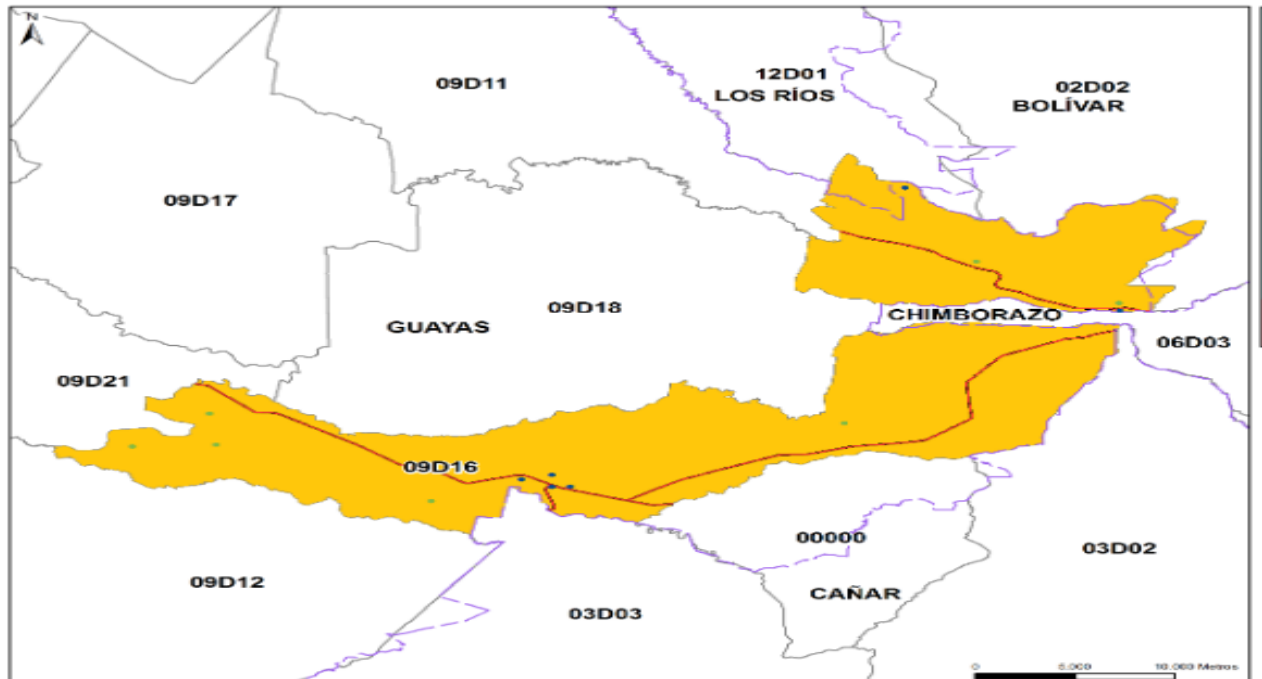 N
12D01
LOS RÍOS
02D02
BOLÍVAR
09D11
09D17
09D18
GUAYAS
CHIMBORAZO
06D03
09D21
09D16
00000
03D02
09D12
CAÑAR
03D03
0 5.000 10.000 Metros